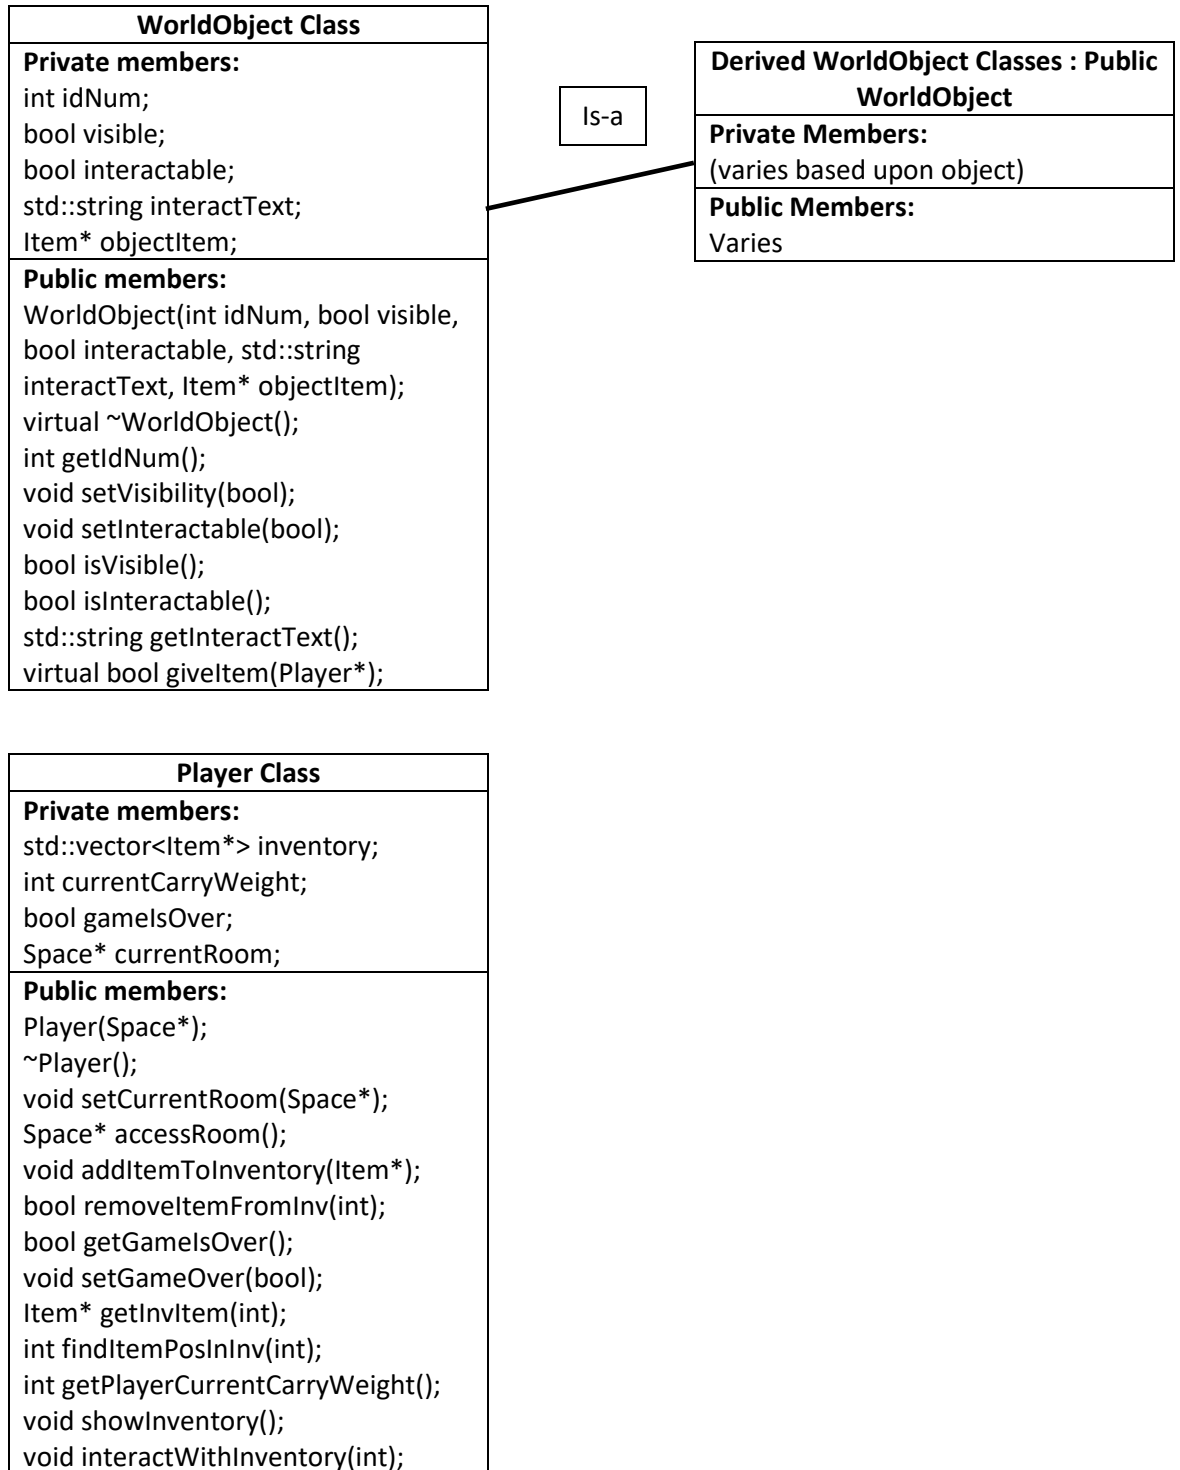 WorldObject Class
Private members:
int idNum;
bool visible;
bool interactable;
std::string interactText;
Item* objectItem;
Public members:
WorldObject(int idNum, bool visible,
bool interactable, std::string
interactText, Item* objectItem);
virtual ~WorldObject();
int getIdNum();
void setVisibility(bool);
void setInteractable(bool);
bool isVisible();
bool isInteractable();
std::string getInteractText();
virtual bool giveItem(Player*);
Is-a
Derived WorldObject Classes : Public
WorldObject
Private Members:
(varies based upon object)
Public Members:
Varies
Player Class
Private members:
std::vector<Item*> inventory;
int currentCarryWeight;
bool gameIsOver;
Space* currentRoom;
Public members:
Player(Space*);
~Player();
void setCurrentRoom(Space*);
Space* accessRoom();
void addItemToInventory(Item*);
bool removeItemFromInv(int);
bool getGameIsOver();
void setGameOver(bool);
Item* getInvItem(int);
int findItemPosInInv(int);
int getPlayerCurrentCarryWeight();
void showInventory();
void interactWithInventory(int);